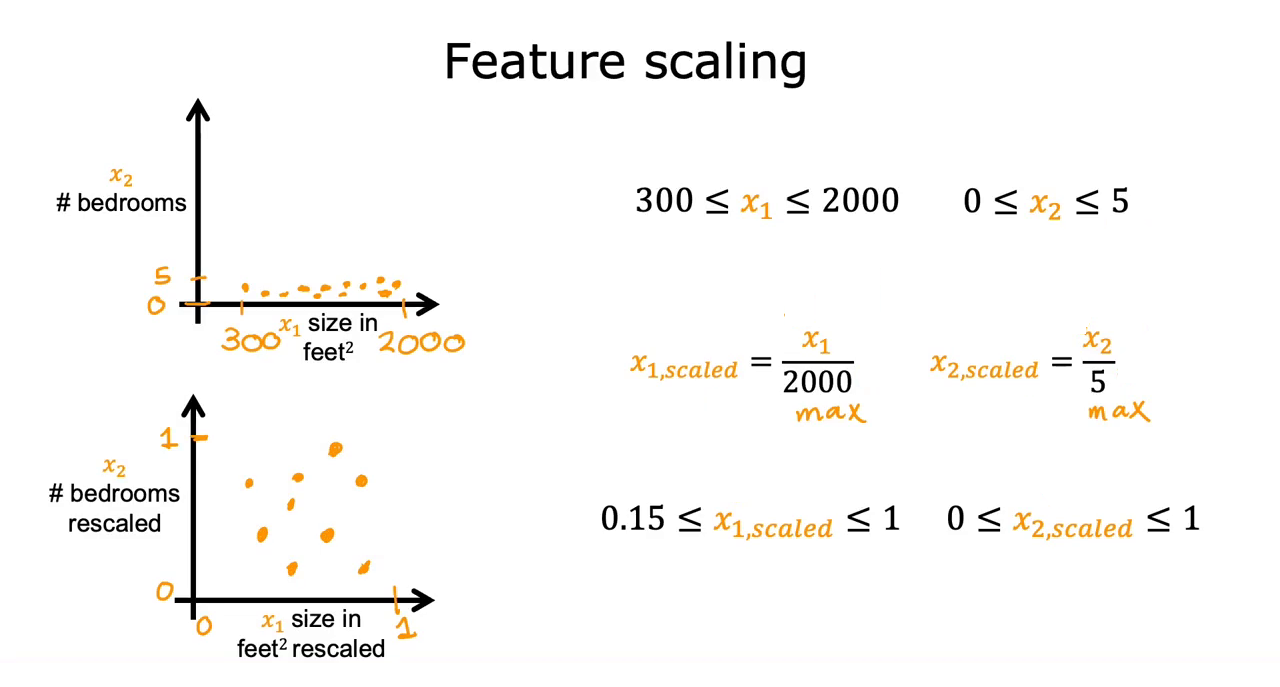 Feature scaling
x₂
# bedrooms
5
0
300
x₁ size in
feet²
2000
300 ≤ x₁ ≤ 2000
0 ≤ x₂ ≤ 5
x₁,scaled = x₁/2000
max
x₂,scaled = x₂/5
max
1
x₂
# bedrooms
rescaled
0
0
x₁ size in
feet² rescaled
1
0.15 ≤ x₁,scaled ≤ 1
0 ≤ x₂,scaled ≤ 1